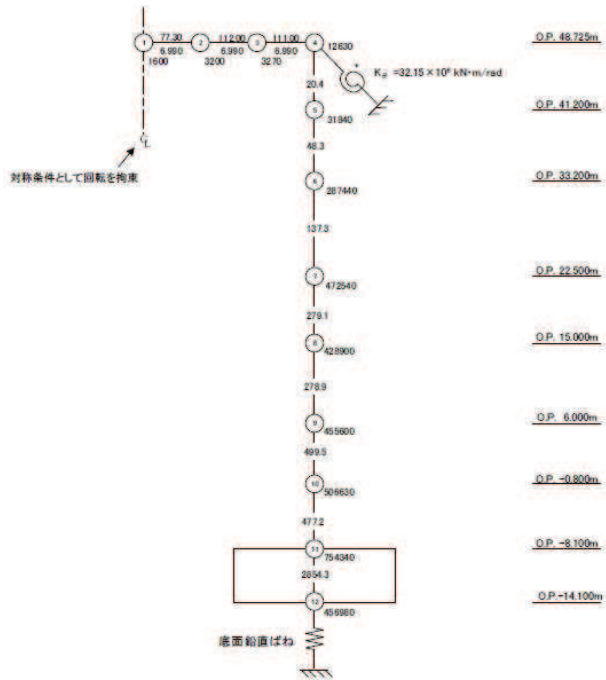 1 77.30 2 112.00 3 111.00 4 O.P. 48.725m
6.990 6.990 6.990
1600 3200 3270 12630
Kθ =32.15×10⁶ kN・m/rad
20.4
5 O.P. 41.200m
31840
CL
48.3
対称条件として回転を拘束
6 O.P. 33.200m
287440
137.3
7 O.P. 22.500m
472540
279.1
8 O.P. 15.000m
428900
278.9
9 O.P. 6.000m
455600
499.5
10 O.P. -0.800m
506630
477.2
11 O.P. -8.100m
754340
2854.3
12 O.P.-14.100m
456980
底面鉛直ばね